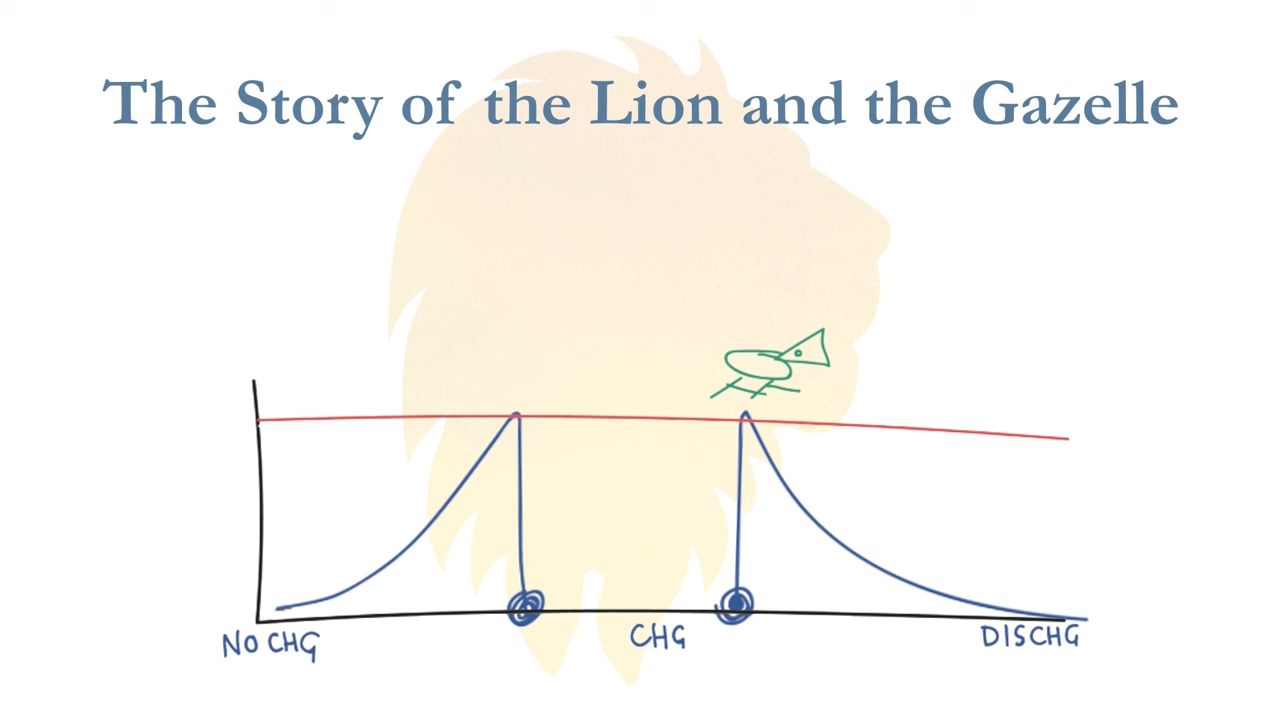 The Story of the Lion and the Gazelle
NO CHG CHG DISCHG